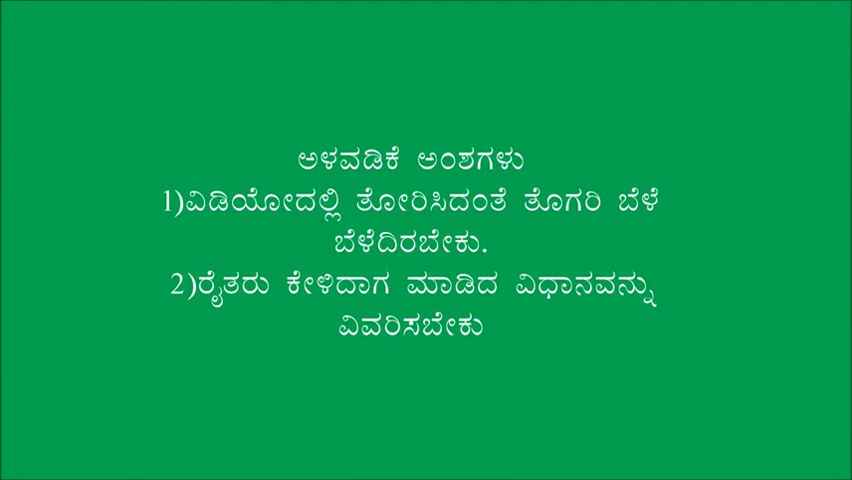 ಅಳವಡಿಕೆ ಅಂಶಗಳು
1)ವಿಡಿಯೋದಲ್ಲಿ ತೋರಿಸಿದಂತೆ ತೊಗರಿ ಬೆಳೆ
ಬೆಳೆದಿರಬೇಕು.
2)ರೈತರು ಕೇಳಿದಾಗ ಮಾಡಿದ ವಿಧಾನವನ್ನು
ವಿವರಿಸಬೇಕು